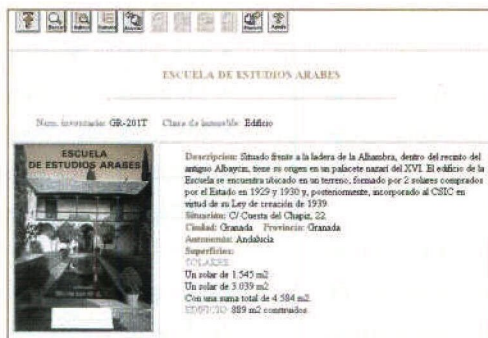 Buscar
ESCUELA DE ESTUDIOS ARABES
Num. inventario: GR-201T Clase de inmueble: Edificio
ESCUELA
DE ESTUDIOS ARABES
Descripcion: Situado frente a la ladera de la Alhambra, dentro del recinto del
antiguo Albaycin, tiene su origen en un palacete nazarí del XVI. El edificio de la
Escuela se encuentra ubicado en un terreno, formado por 2 solares comprados
por el Estado en 1929 y 1930 y, posteriormente, incorporado al CSIC en
virtud de su Ley de creación de 1939
Situación: C/ Cuesta del Chapiz, 22
Ciudad: Granada Provincia: Granada
Autonomía: Andalucía
Superficies:
SOLARES:
Un solar de 1.545 m2
Un solar de 3.039 m2
Con una suma total de 4.584 m2
EDIFICIO: 889 m2 construidos.